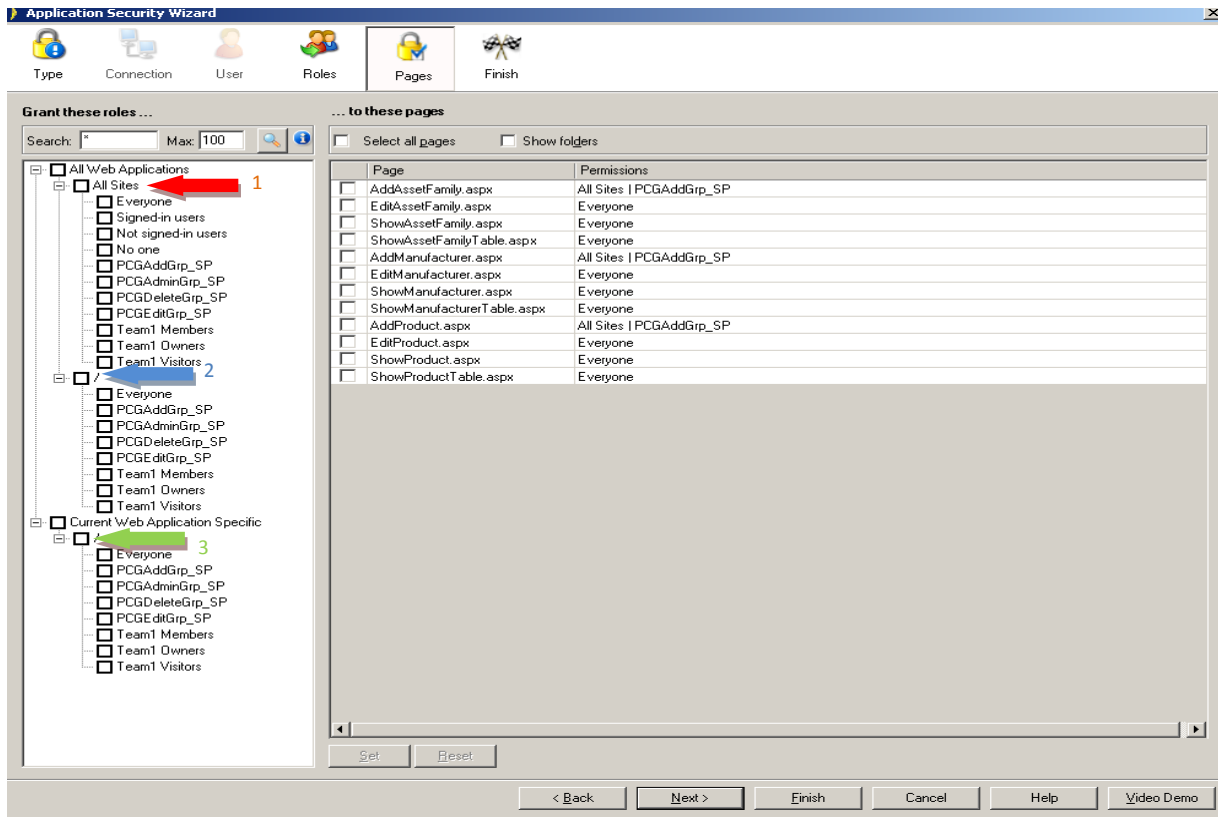 Application Security Wizard
Type Connection User Roles Pages Finish
Grant these roles ...
Search: * Max: 100
All Web Applications
All Sites 1
Everyone
Signed-in users
Not signed-in users
No one
PCGAddGrp_SP
PCGAdminGrp_SP
PCGDeleteGrp_SP
PCGEditGrp_SP
Team1 Members
Team1 Owners
Team1 Visitors
/ 2
Everyone
PCGAddGrp_SP
PCGAdminGrp_SP
PCGDeleteGrp_SP
PCGEditGrp_SP
Team1 Members
Team1 Owners
Team1 Visitors
Current Web Application Specific
/ 3
Everyone
PCGAddGrp_SP
PCGAdminGrp_SP
PCGDeleteGrp_SP
PCGEditGrp_SP
Team1 Members
Team1 Owners
Team1 Visitors
... to these pages
Select all pages Show folders
Page Permissions
AddAssetFamily.aspx All Sites | PCGAddGrp_SP
EditAssetFamily.aspx Everyone
ShowAssetFamily.aspx Everyone
ShowAssetFamilyTable.aspx Everyone
AddManufacturer.aspx All Sites | PCGAddGrp_SP
EditManufacturer.aspx Everyone
ShowManufacturer.aspx Everyone
ShowManufacturerTable.aspx Everyone
AddProduct.aspx All Sites | PCGAddGrp_SP
EditProduct.aspx Everyone
ShowProduct.aspx Everyone
ShowProductTable.aspx Everyone
Set Reset
< Back Next > Finish Cancel Help Video Demo